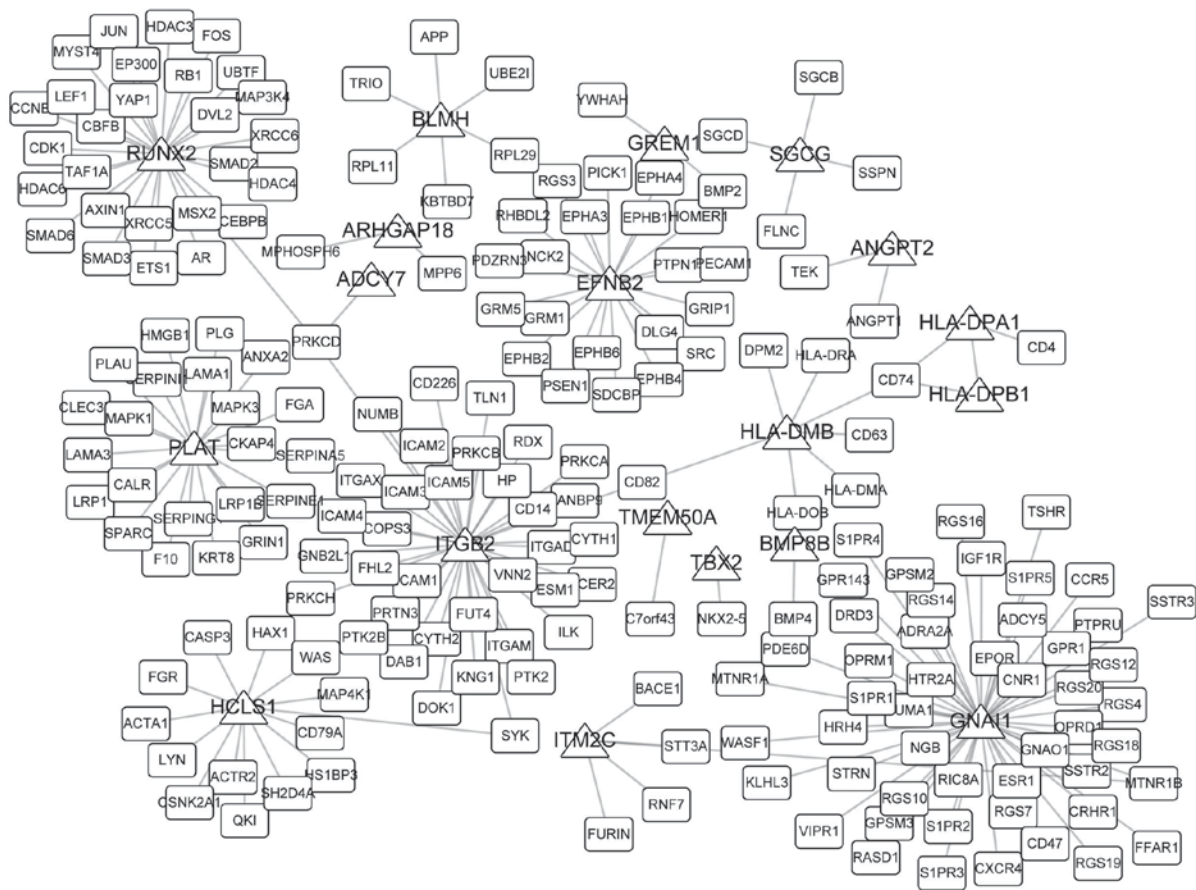 JUN
HDAC3
FOS
MYST4
EP300
RB1
UBTF
LEF1
YAP1
MAP3K4
CCNE
CBFB
DVL2
XRCC6
CDK1
RUNX2
TAF1A
SMAD2
HDAC6
HDAC4
AXIN1
MSX2
XRCC5
CEBPB
SMAD6
SMAD3
ETS1
AR
APP
TRIO
UBE2I
BLMH
RPL11
RPL29
KBTBD7
ARHGAP18
MPHOSPH6
MPP6
ADCY7
PRKCD
YWHAH
GREM1
BMP2
SGCB
SGCD
SGCG
SSPN
FLNC
RGS3
PICK1
EPHA4
RHBDL2
EPHA3
EPHB1
HOMER1
PDZRN3
NCK2
PTPN1
PECAM1
EFNB2
GRM5
GRM1
GRIP1
DLG4
EPHB2
EPHB6
SRC
PSEN1
SDCBP
EPHB4
ANGPT2
TEK
ANGPT1
HLA-DPA1
CD4
HLA-DPB1
DPM2
HLA-DRA
CD74
HLA-DMB
CD63
CD82
HLA-DMA
HLA-DOB
HMGB1
PLG
PLAU
ANXA2
LAMA1
CLEC3
MAPK1
MAPK3
FGA
PLAT
CKAP4
LAMA3
SERPINA5
CALR
LRP1
LRP1B
SERPINE1
SPARC
SERPING1
GRIN1
F10
KRT8
NUMB
CD226
TLN1
ICAM2
PRKCB
RDX
ITGAX
ICAM3
ICAM5
HP
PRKCA
ICAM4
COPS3
CD14
ANBP9
ITGB2
GNB2L1
ITGAD
CYTH1
FHL2
CAM1
VNN2
ESM1
CER2
PRKCH
PRTN3
FUT4
PTK2B
CYTH2
ITGAM
ILK
DAB1
KNG1
PTK2
DOK1
SYK
CASP3
HAX1
WAS
FGR
MAP4K1
HCLS1
ACTA1
CD79A
LYN
ACTR2
HS1BP3
CSNK2A1
SH2D4A
QKI
TMEM50A
C7orf43
TBX2
NKX2-5
BMP8B
BMP4
BACE1
ITM2C
STT3A
RNF7
FURIN
RGS16
TSHR
S1PR4
IGF1R
GPR143
GPSM2
S1PR5
CCR5
RGS14
SSTR3
DRD3
ADCY5
PTPRU
ADRA2A
PDE6D
GPR1
OPRM1
EPOR
RGS12
MTNR1A
HTR2A
CNR1
RGS20
S1PR1
RGS4
UMA1
HRH4
GNAI1
OPRD1
WASF1
NGB
GNAO1
RGS18
KLHL3
STRN
RIC8A
ESR1
SSTR2
MTNR1B
RGS10
RGS7
CRHR1
VIPR1
GPSM3
S1PR2
FFAR1
RASD1
CD47
S1PR3
CXCR4
RGS19